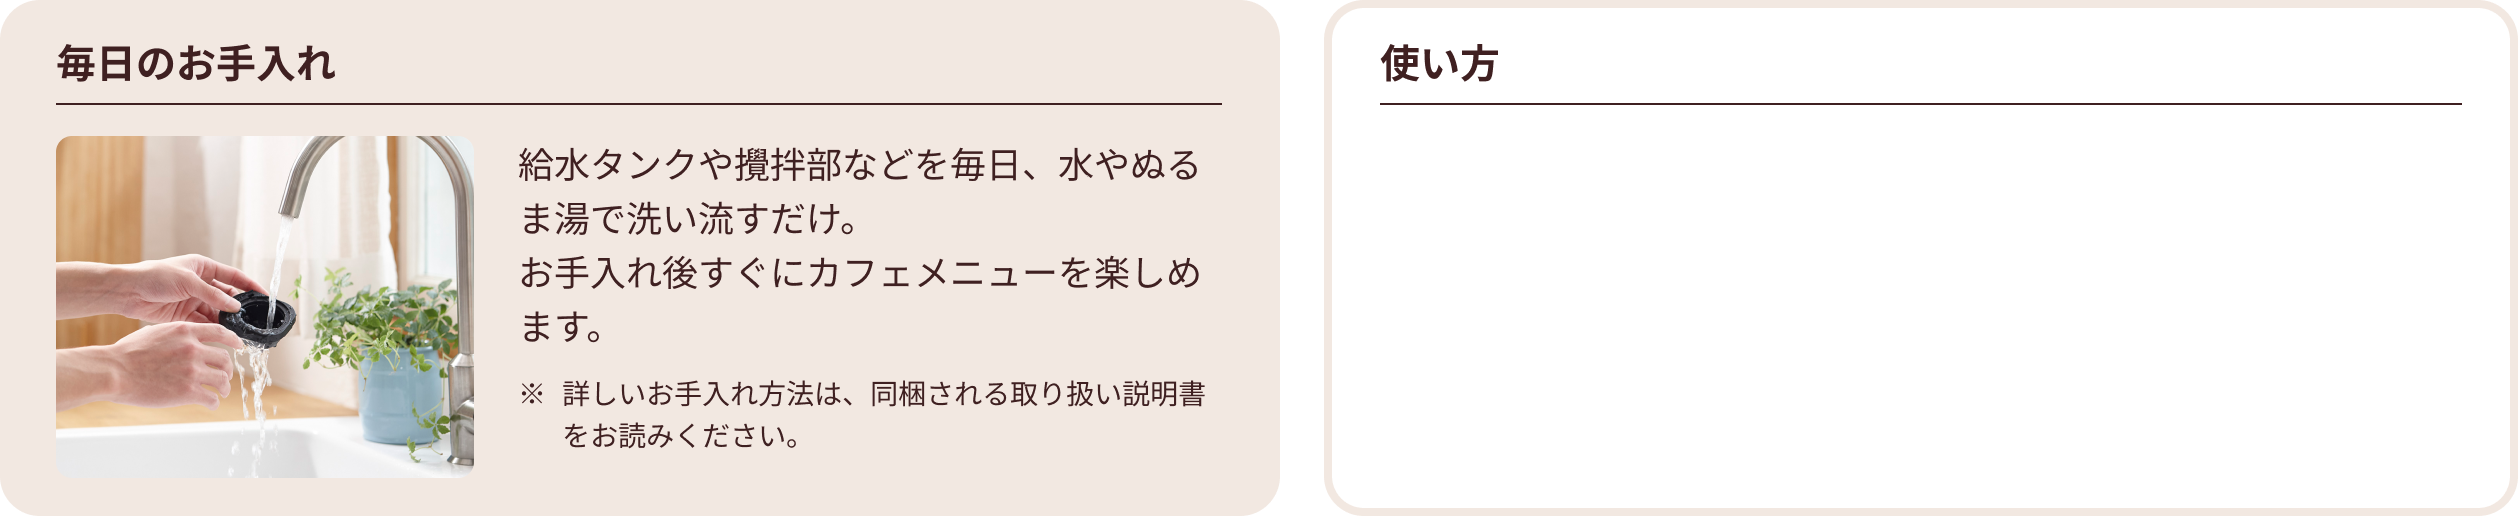 毎日のお手入れ
給水タンクや攪拌部などを毎日、水やぬる
ま湯で洗い流すだけ。
お手入れ後すぐにカフェメニューを楽しめ
ます。
※ 詳しいお手入れ方法は、同梱される取り扱い説明書
をお読みください。
使い方